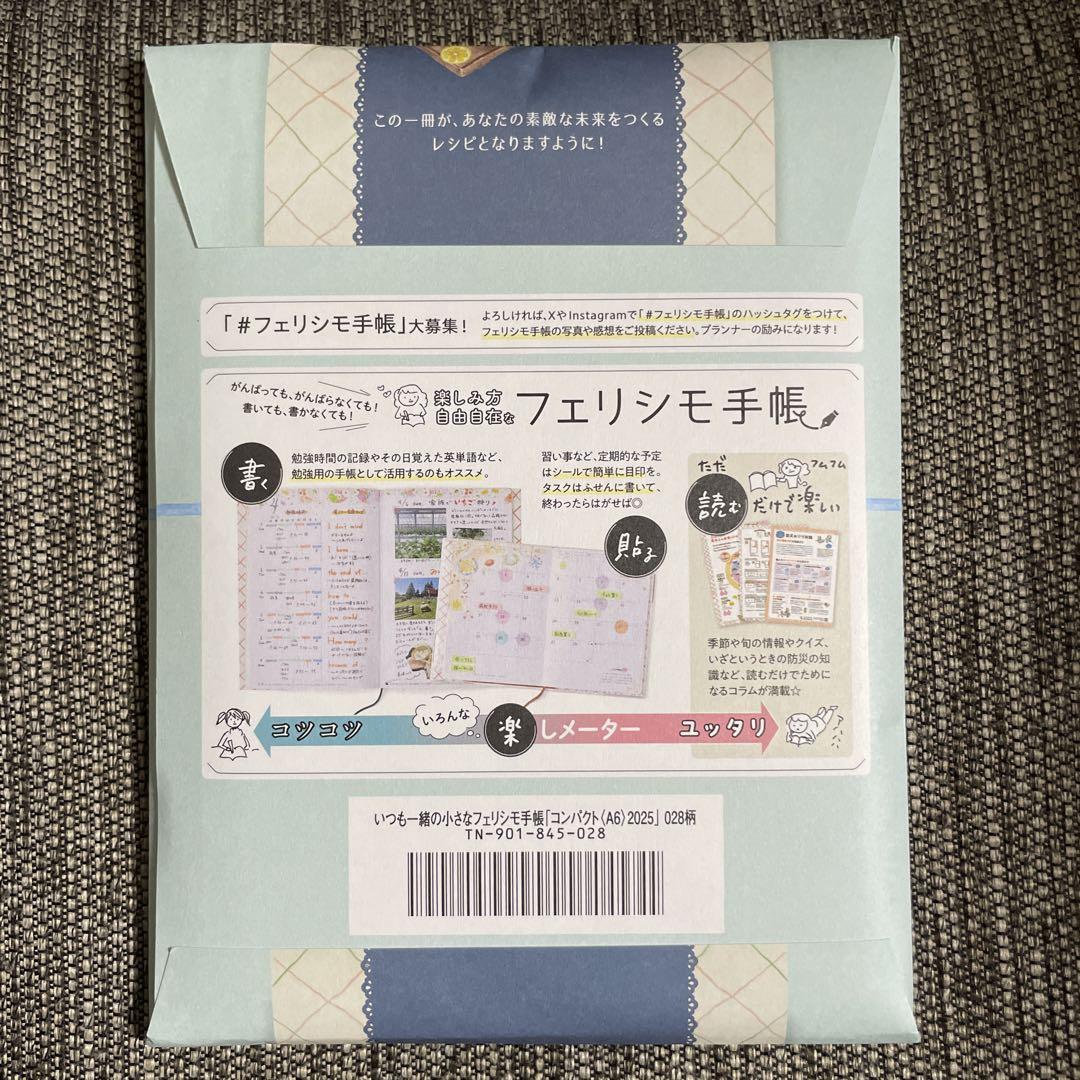 この一冊が、あなたの素敵な未来をつくる
レシピとなりますように！
「#フェリシモ手帳」大募集！
よろしければ、XやInstagramで「#フェリシモ手帳」のハッシュタグをつけて、
フェリシモ手帳の写真や感想をご投稿ください。プランナーの励みになります！
がんばっても、がんばらなくても！
書いても、書かなくても！
楽しみ方
自由自在な
フェリシモ手帳
書く
勉強時間の記録やその日覚えた英単語など、
勉強用の手帳として活用するのもオススメ。
習い事など、定期的な予定
はシールで簡単に目印を。
タスクはふせんに書いて、
終わったらはがせば◎
貼る
ただ
フムフム
読む
だけで楽しい
I don't mind
the end of
how to
季節や旬の情報やクイズ、
いざというときの防災の知
識など、読むだけでために
なるコラムが満載☆
コツコツ
いろんな
楽しメーター
ユッタリ
いつも一緒の小さなフェリシモ手帳「コンパクト〈A6〉2025」 028柄
TN-901-845-028